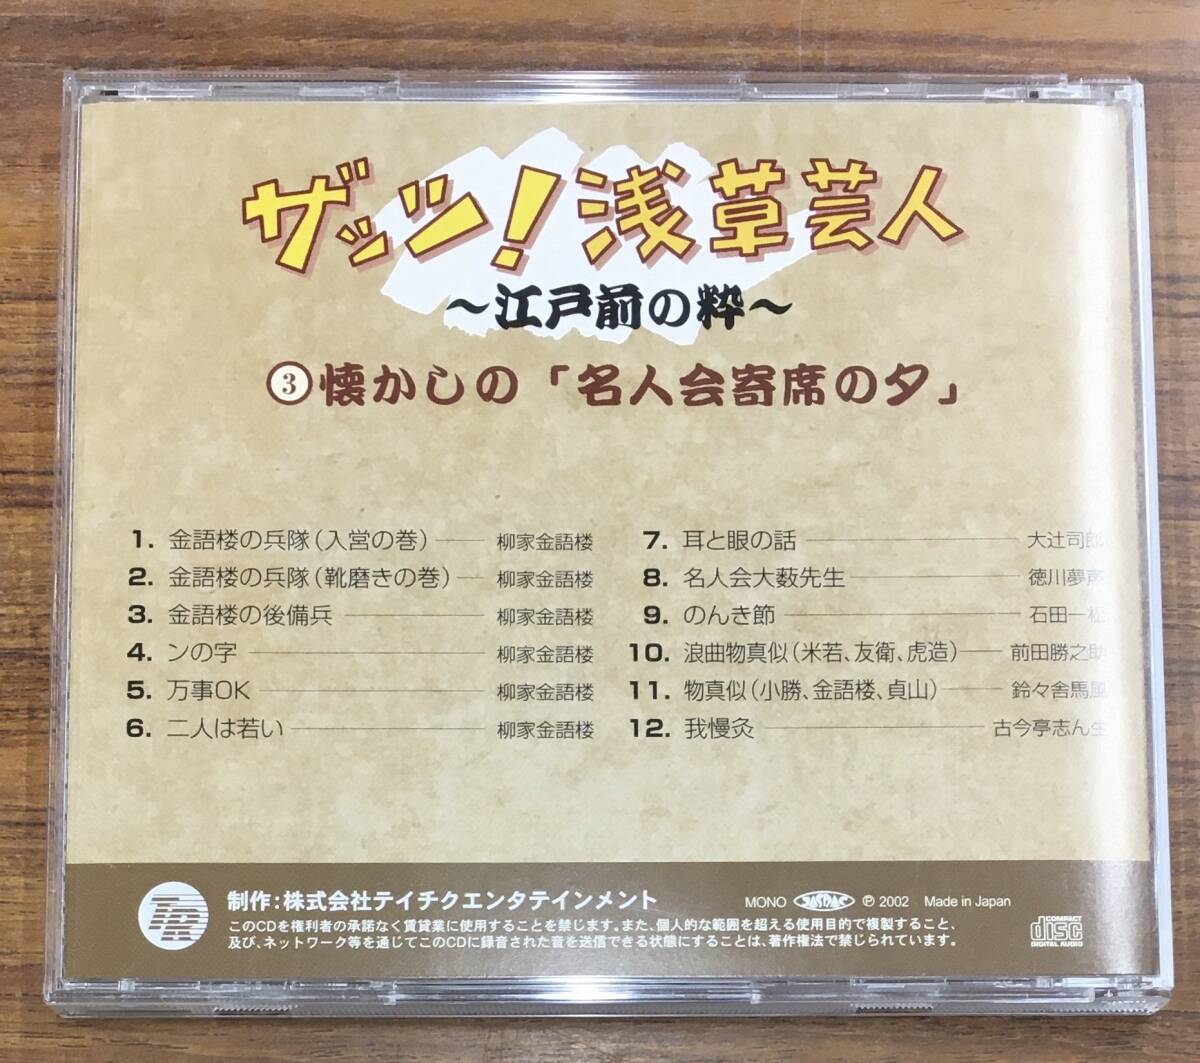 ザッツ!浅草芸人
～江戸前の粋～
③懐かしの「名人会寄席の夕」
1. 金語楼の兵隊(入営の巻) 柳家金語楼
2. 金語楼の兵隊(靴磨きの巻) 柳家金語楼
3. 金語楼の後備兵 柳家金語楼
4. ンの字 柳家金語楼
5. 万事OK 柳家金語楼
6. 二人は若い 柳家金語楼
7. 耳と眼の話 大辻司郎
8. 名人会大薮先生 徳川夢声
9. のんき節 石田一松
10. 浪曲物真似(米若、友衛、虎造) 前田勝之助
11. 物真似(小勝、金語楼、貞山) 鈴々舎馬風
12. 我慢灸 古今亭志ん生
制作:株式会社テイチクエンタテインメント
このCDを権利者の承諾なく賃貸業に使用することを禁じます。また、個人的な範囲を超える使用目的で複製すること、
及び、ネットワーク等を通じてこのCDに録音された音を送信できる状態にすることは、著作権法で禁じられています。
MONO JASRAC ℗ 2002 Made in Japan
COMPACT
disc
DIGITAL AUDIO